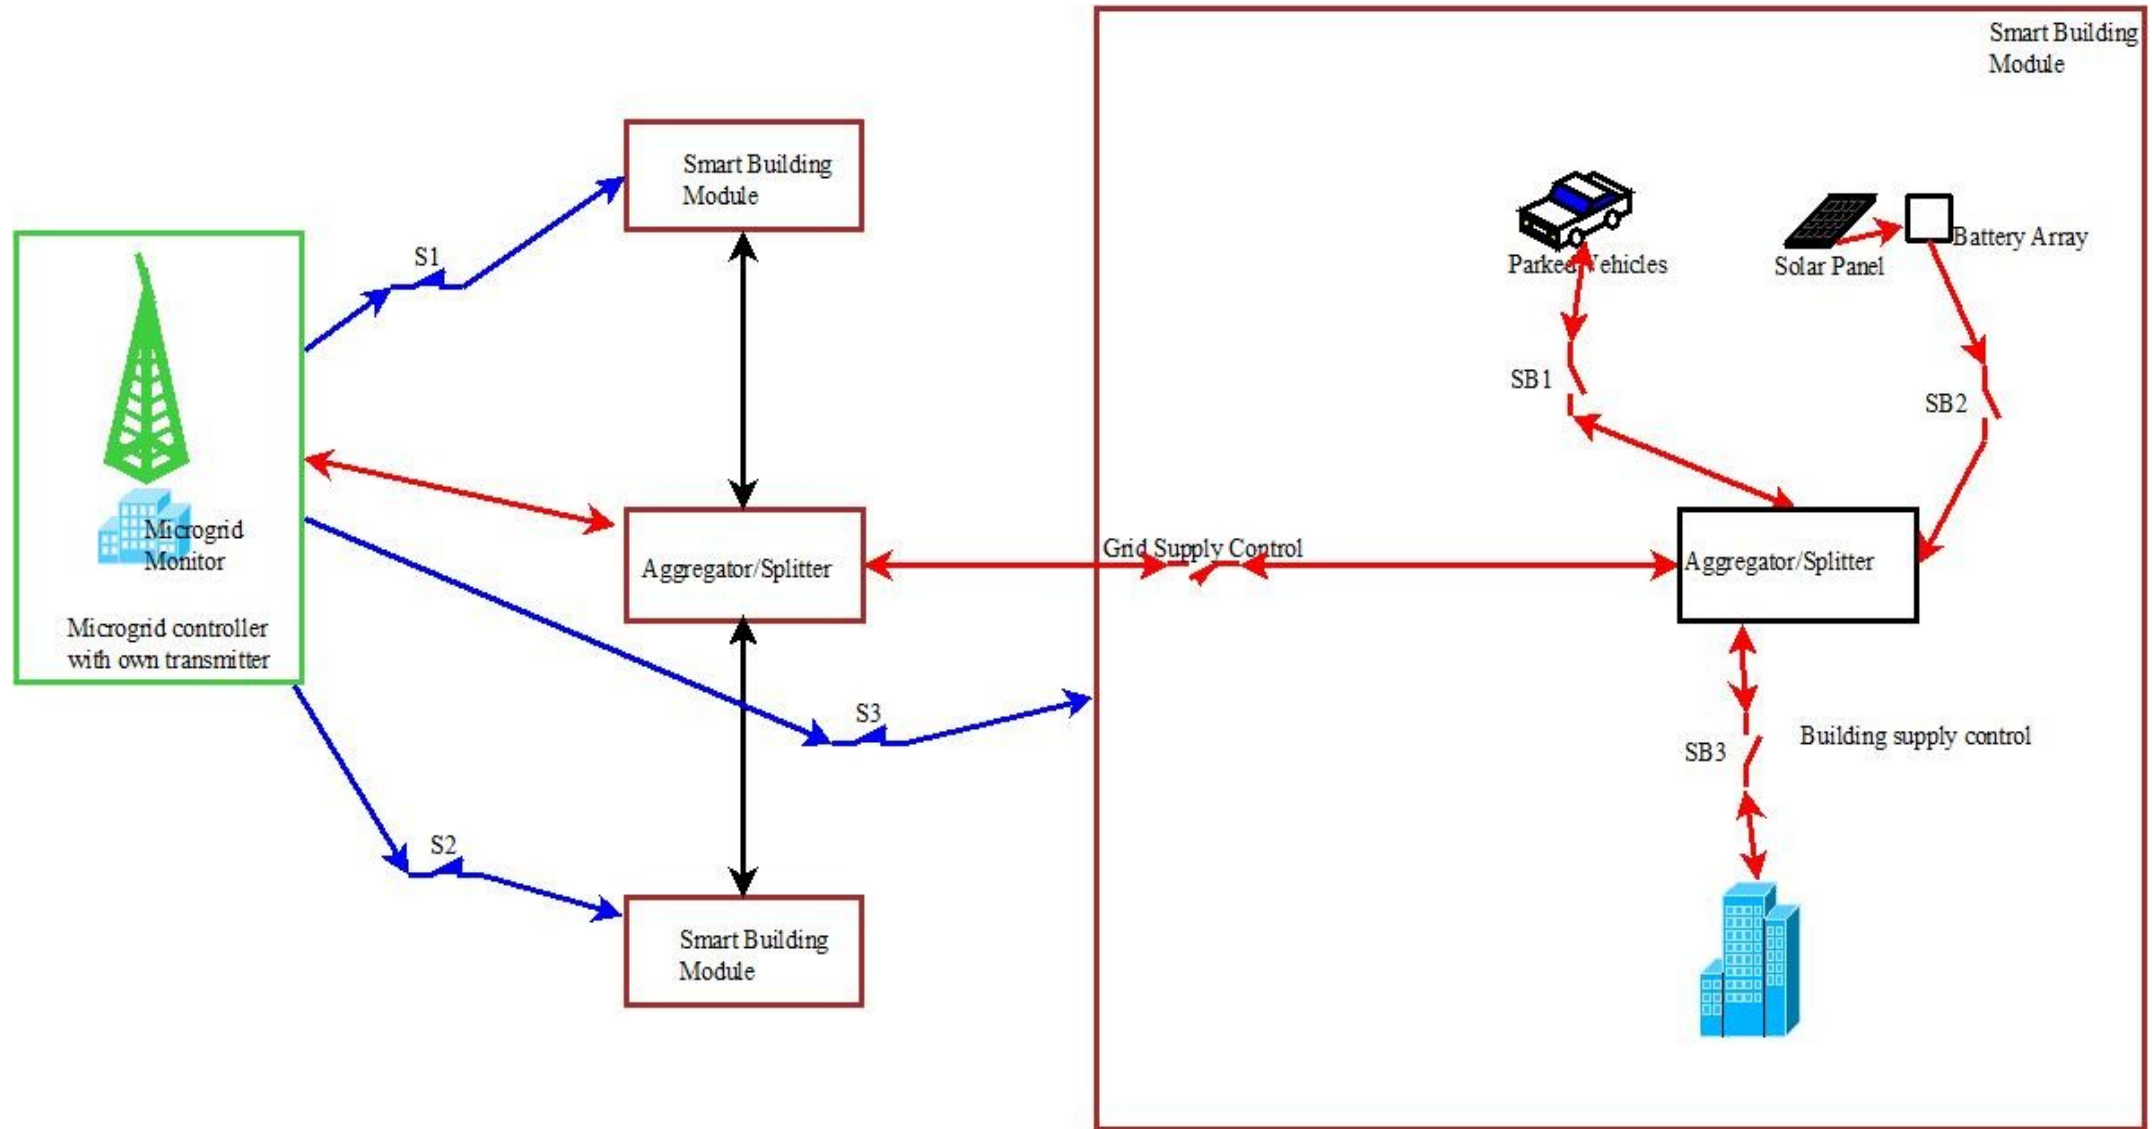 Smart Building
Module
Smart Building
Module
S1
Parked Vehicles
Solar Panel
Battery Array
SB1
SB2
Microgrid
Monitor
Grid Supply Control
Aggregator/Splitter
Aggregator/Splitter
Microgrid controller
with own transmitter
S3
SB3
Building supply control
S2
Smart Building
Module